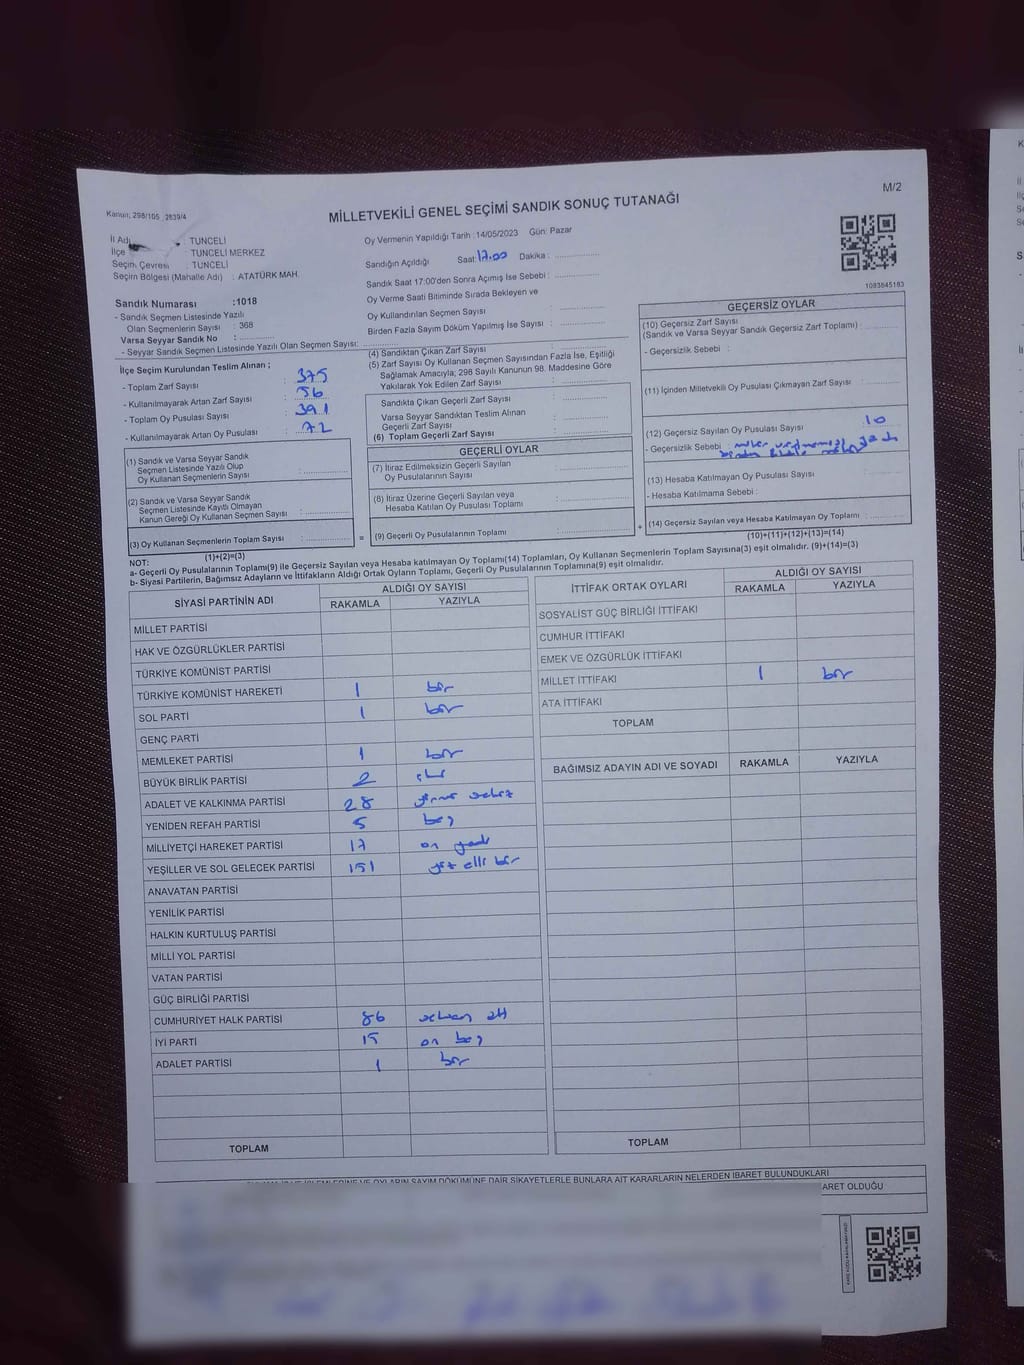 Kanun; 298/105 , 2839/4
M/2
MİLLETVEKİLİ GENEL SEÇİMİ SANDIK SONUÇ TUTANAĞI
İl Adı : TUNCELİ
İlçe : TUNCELİ MERKEZ
Seçim Çevresi : TUNCELİ
Seçim Bölgesi (Mahalle Adı) : ATATÜRK MAH.
Oy Vermenin Yapıldığı Tarih : 14/05/2023 Gün: Pazar
Sandığın Açıldığı Saat: 17.00 Dakika :
Sandık Saat 17:00'den Sonra Açımış İse Sebebi :
Oy Verme Saati Bitiminde Sırada Bekleyen ve
Oy Kullandırılan Seçmen Sayısı :
Birden Fazla Sayım Döküm Yapılmış İse Sayısı :
1083845183
Sandık Numarası :1018
- Sandık Seçmen Listesinde Yazılı
Olan Seçmenlerin Sayısı : 368
Varsa Seyyar Sandık No :
- Seyyar Sandık Seçmen Listesinde Yazılı Olan Seçmen Sayısı:
İlçe Seçim Kurulundan Teslim Alınan ;
- Toplam Zarf Sayısı : 375
- Kullanılmayarak Artan Zarf Sayısı : 56
- Toplam Oy Pusulası Sayısı : 391
- Kullanılmayarak Artan Oy Pusulası : 72
(1) Sandık ve Varsa Seyyar Sandık
Seçmen Listesinde Yazılı Olup
Oy Kullanan Seçmenlerin Sayısı :
(2) Sandık ve Varsa Seyyar Sandık
Seçmen Listesinde Kayıtlı Olmayan
Kanun Gereği Oy Kullanan Seçmen Sayısı :
(3) Oy Kullanan Seçmenlerin Toplam Sayısı :
(1)+(2)=(3)
(4) Sandıktan Çıkan Zarf Sayısı :
(5) Zarf Sayısı Oy Kullanan Seçmen Sayısından Fazla İse, Eşitliği
Sağlamak Amacıyla; 298 Sayılı Kanunun 98. Maddesine Göre
Yakılarak Yok Edilen Zarf Sayısı :
Sandıkta Çıkan Geçerli Zarf Sayısı :
Varsa Seyyar Sandıktan Teslim Alınan
Geçerli Zarf Sayısı :
(6) Toplam Geçerli Zarf Sayısı :
GEÇERLİ OYLAR
(7) İtiraz Edilmeksizin Geçerli Sayılan
Oy Pusulalarının Sayısı :
(8) İtiraz Üzerine Geçerli Sayılan veya
Hesaba Katılan Oy Pusulası Toplamı :
= (9) Geçerli Oy Pusulalarının Toplamı :
GEÇERSİZ OYLAR
(10) Geçersiz Zarf Sayısı
(Sandık ve Varsa Seyyar Sandık Geçersiz Zarf Toplamı) :
- Geçersizlik Sebebi :
(11) İçinden Milletvekili Oy Pusulası Çıkmayan Zarf Sayısı :
(12) Geçersiz Sayılan Oy Pusulası Sayısı : 10
- Geçersizlik Sebebi
(13) Hesaba Katılmayan Oy Pusulası Sayısı :
- Hesaba Katılmama Sebebi :
+ (14) Geçersiz Sayılan veya Hesaba Katılmayan Oy Toplamı :
(10)+(11)+(12)+(13)=(14)
NOT:
a- Geçerli Oy Pusulalarının Toplamı(9) ile Geçersiz Sayılan veya Hesaba katılmayan Oy Toplamı(14) Toplamları, Oy Kullanan Seçmenlerin Toplam Sayısına(3) eşit olmalıdır. (9)+(14)=(3)
b- Siyasi Partilerin, Bağımsız Adayların ve İttifakların Aldığı Ortak Oyların Toplamı, Geçerli Oy Pusulalarının Toplamına(9) eşit olmalıdır.
SİYASİ PARTİNİN ADI ALDIĞI OY SAYISI
RAKAMLA YAZIYLA
MİLLET PARTİSİ
HAK VE ÖZGÜRLÜKLER PARTİSİ
TÜRKİYE KOMÜNİST PARTİSİ
TÜRKİYE KOMÜNİST HAREKETİ 1 bir
SOL PARTİ 1 bir
GENÇ PARTİ
MEMLEKET PARTİSİ 1 bir
BÜYÜK BİRLİK PARTİSİ 2 iki
ADALET VE KALKINMA PARTİSİ 28 yirmi sekiz
YENİDEN REFAH PARTİSİ 5 beş
MİLLİYETÇİ HAREKET PARTİSİ 17 on yedi
YEŞİLLER VE SOL GELECEK PARTİSİ 151 yüz elli bir
ANAVATAN PARTİSİ
YENİLİK PARTİSİ
HALKIN KURTULUŞ PARTİSİ
MİLLİ YOL PARTİSİ
VATAN PARTİSİ
GÜÇ BİRLİĞİ PARTİSİ
CUMHURİYET HALK PARTİSİ 86 seksen altı
İYİ PARTİ 15 on beş
ADALET PARTİSİ 1 bir
TOPLAM
İTTİFAK ORTAK OYLARI ALDIĞI OY SAYISI
RAKAMLA YAZIYLA
SOSYALİST GÜÇ BİRLİĞİ İTTİFAKI
CUMHUR İTTİFAKI
EMEK VE ÖZGÜRLÜK İTTİFAKI
MİLLET İTTİFAKI 1 bir
ATA İTTİFAKI
TOPLAM
BAĞIMSIZ ADAYIN ADI VE SOYADI RAKAMLA YAZIYLA
TOPLAM
DÖKÜMÜNE DAİR ŞİKAYETLERLE BUNLARA AİT KARARLARIN NELERDEN İBARET BULUNDUKLARI
ARET OLDUĞU